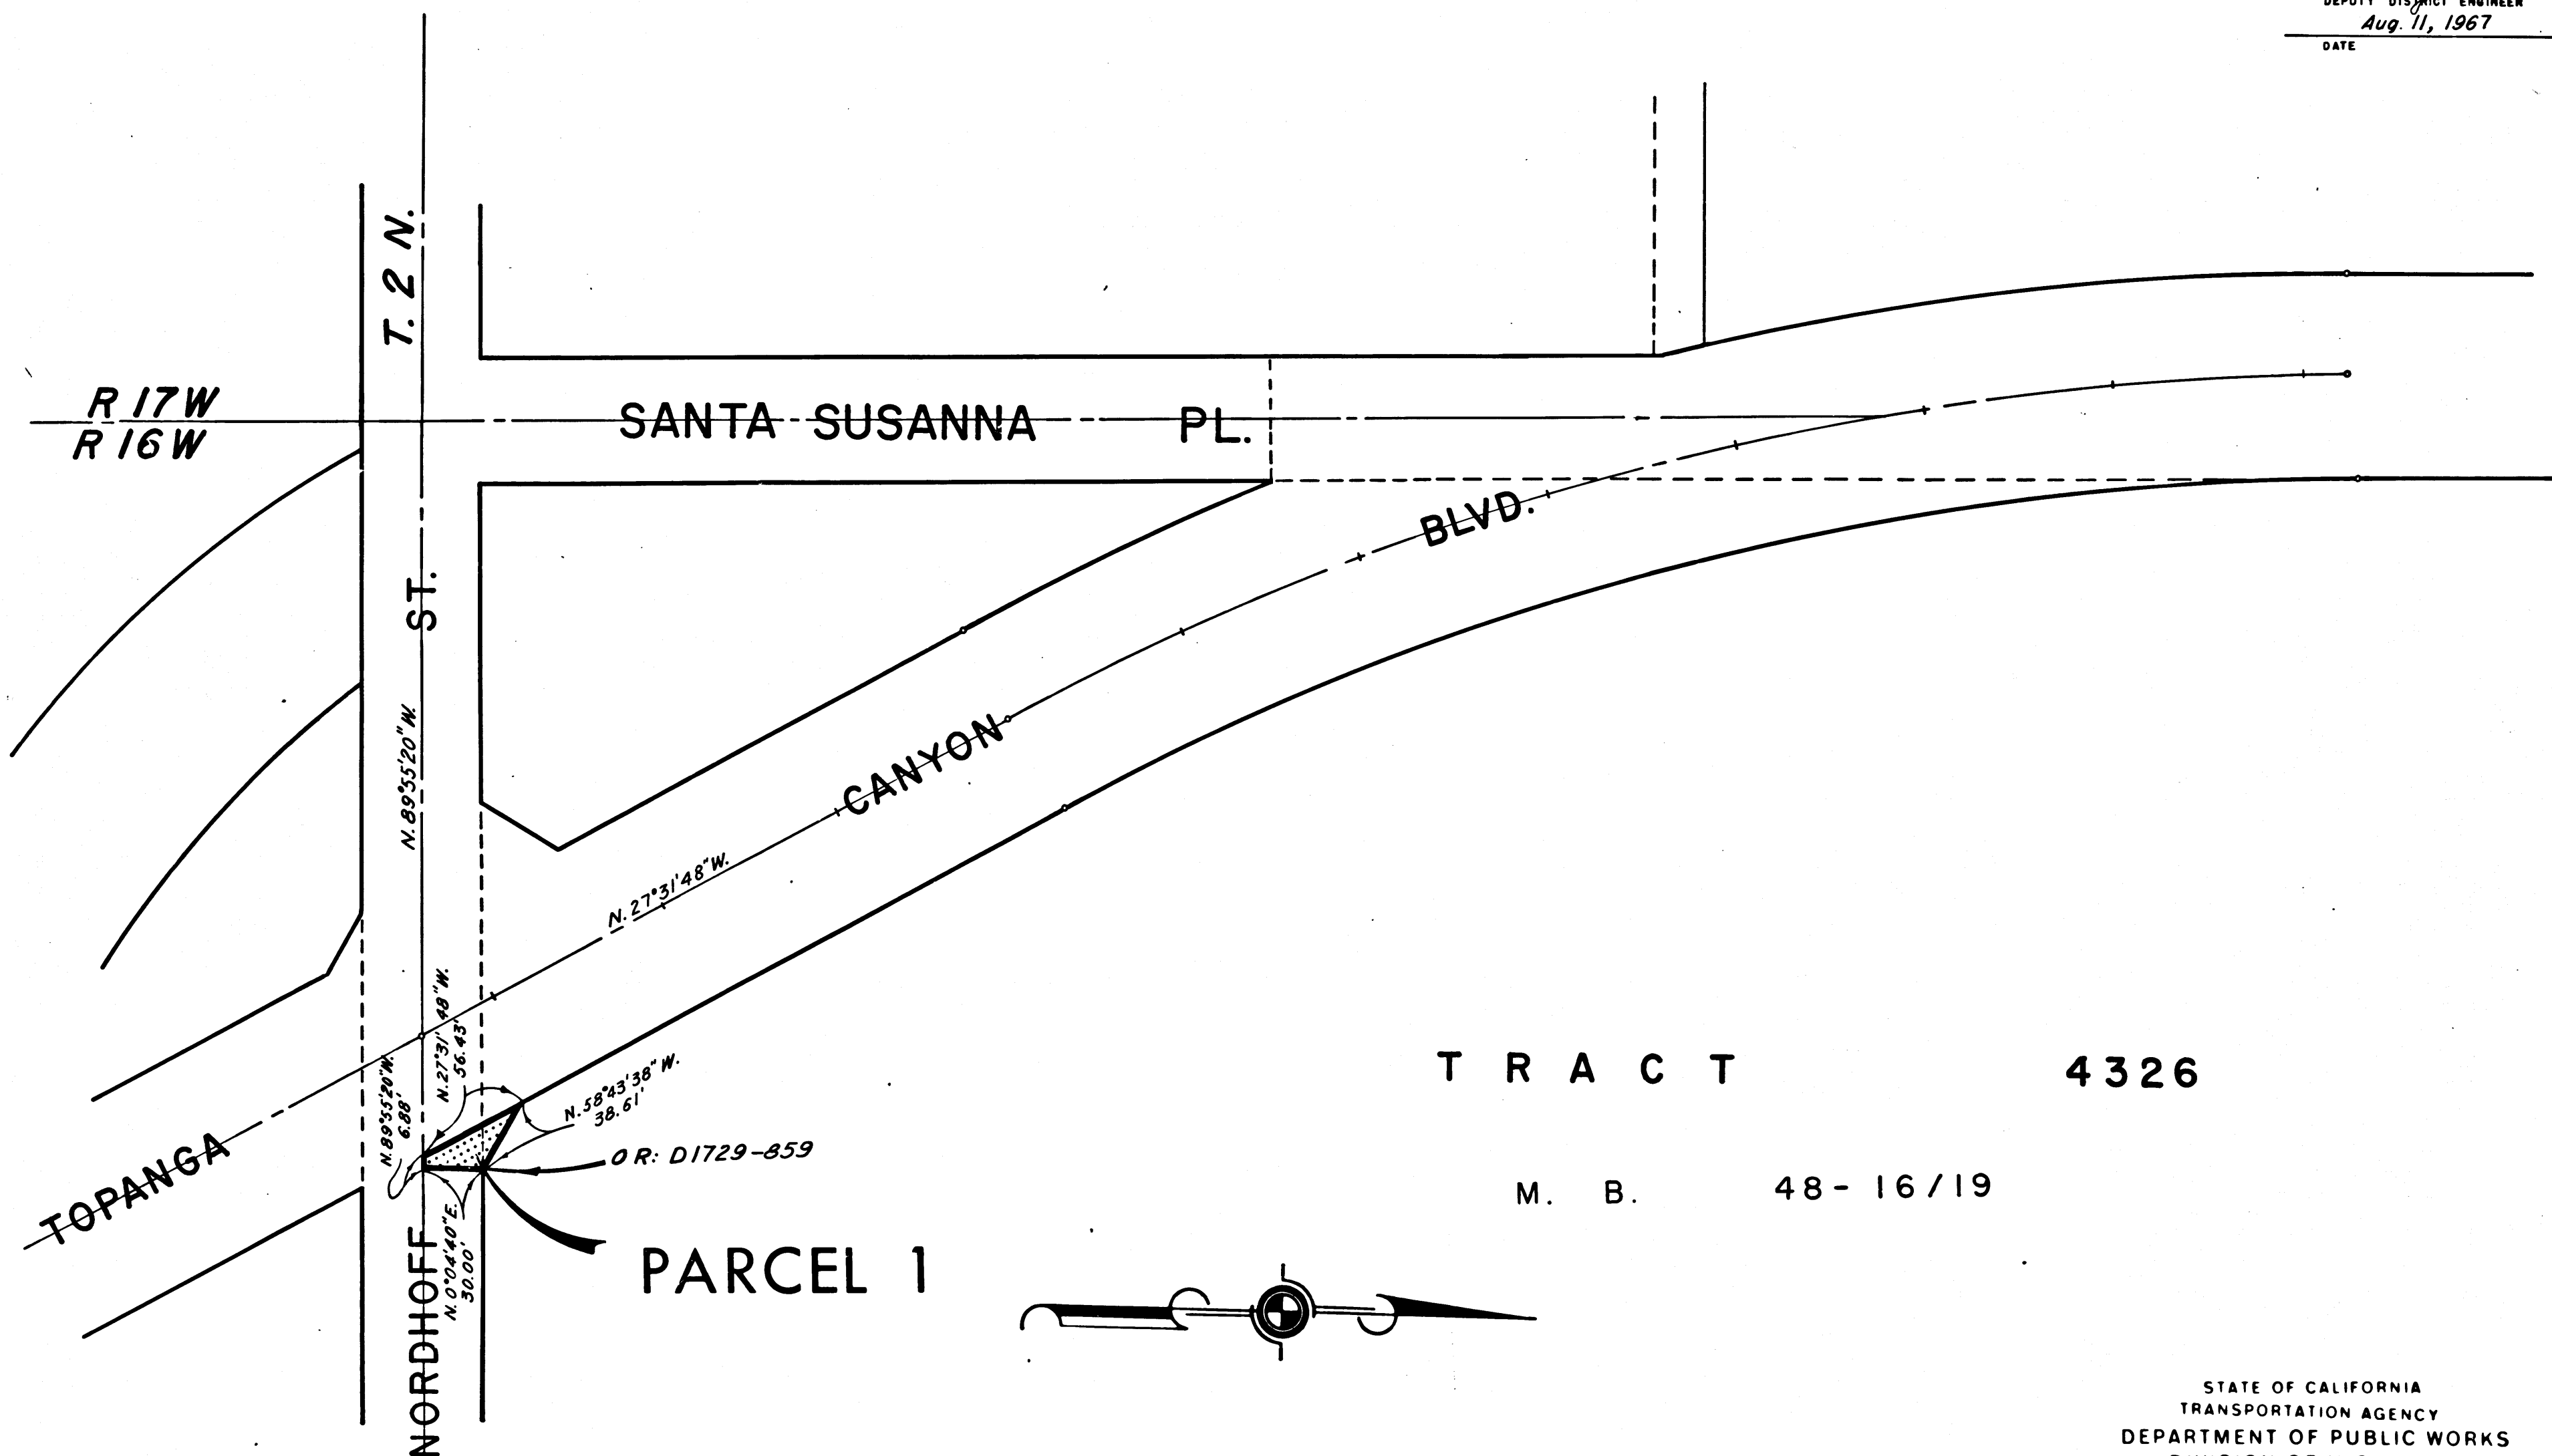 DEPUTY DISTRICT ENGINEER
Aug. 11, 1967
DATE
T. 2 N.
R 17W
R 16W
SANTA SUSANNA PL.
BLVD.
ST.
N.89°55'20"W.
CANYON
N.27°31'48"W.
N.27°31'48"W.
56.43'
N.89°55'20"W.
6.88'
N.58°43'38"W.
38.61'
OR: D1729-859
TOPANGA
N.0°04'40"E.
30.00'
NORDHOFF
PARCEL 1
TRACT 4326
M. B. 48-16/19
STATE OF CALIFORNIA
TRANSPORTATION AGENCY
DEPARTMENT OF PUBLIC WORKS